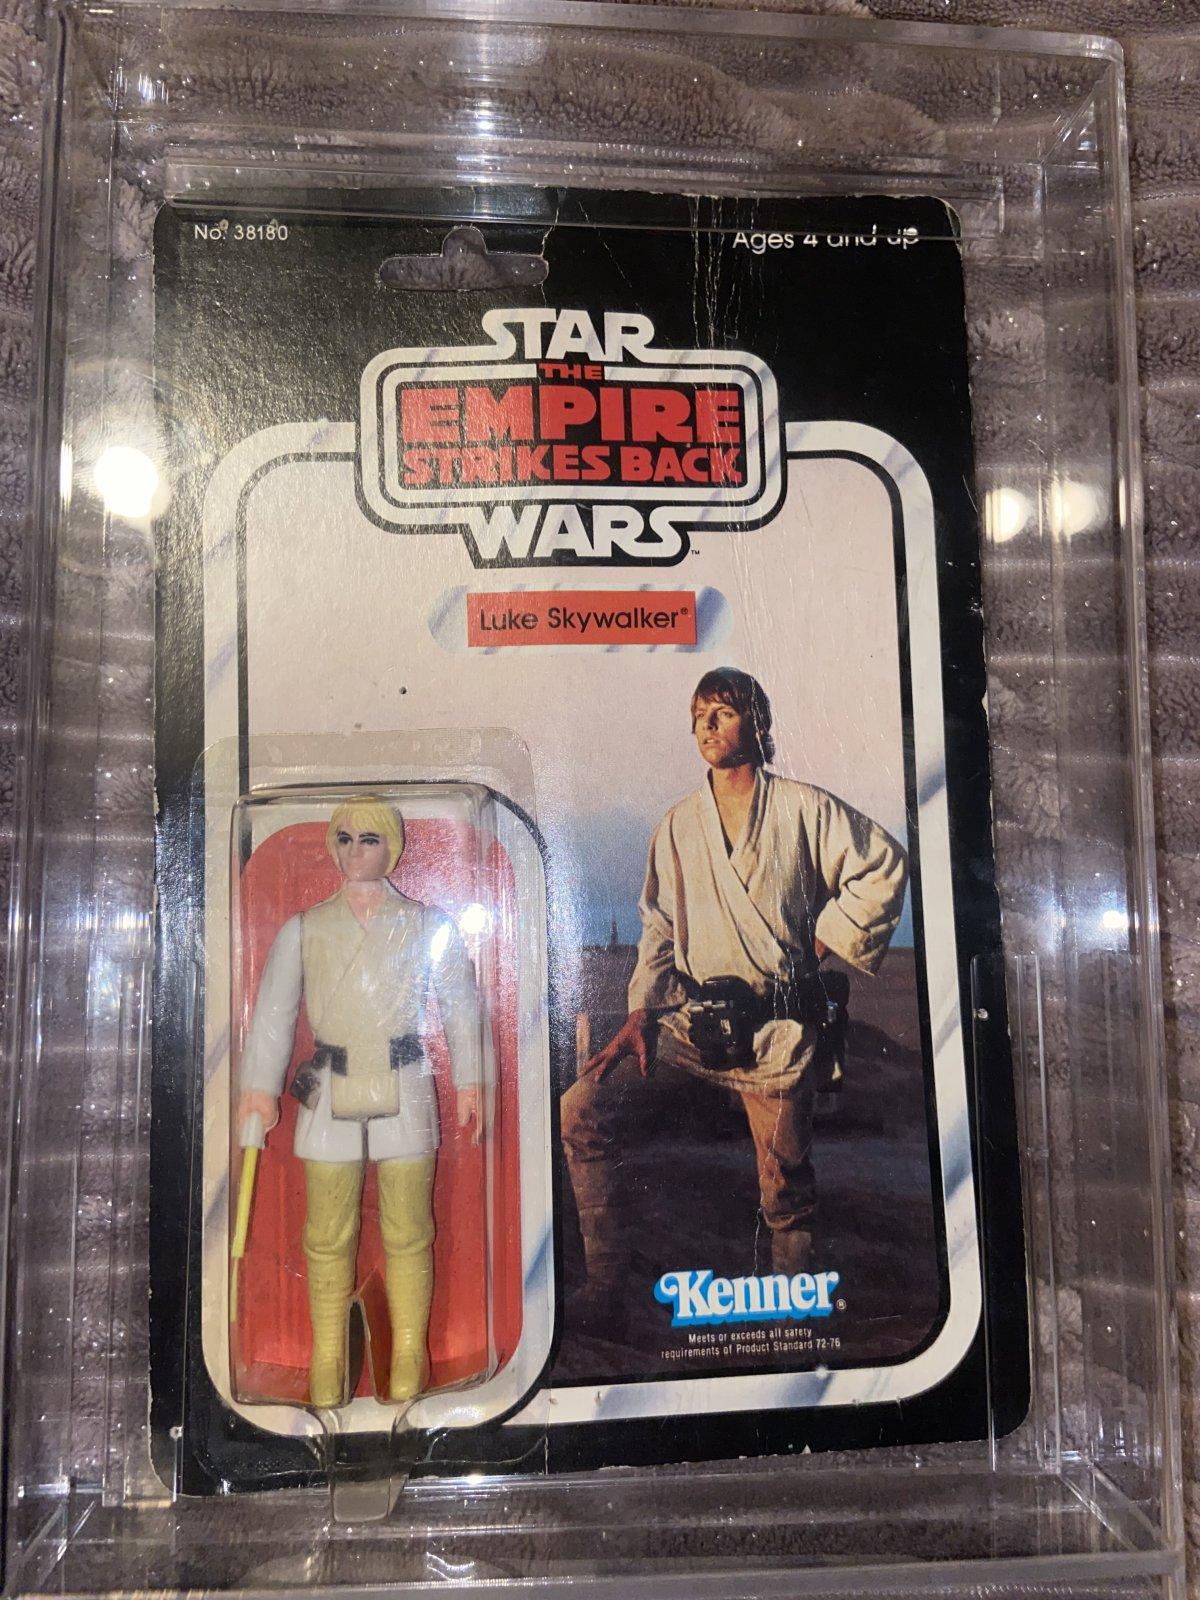 No. 38180
Ages 4 and up
STAR
THE
EMPIRE
STRIKES BACK
WARS™
Luke Skywalker®
Kenner®
Meets or exceeds all safety
requirements of Product Standard 72-76